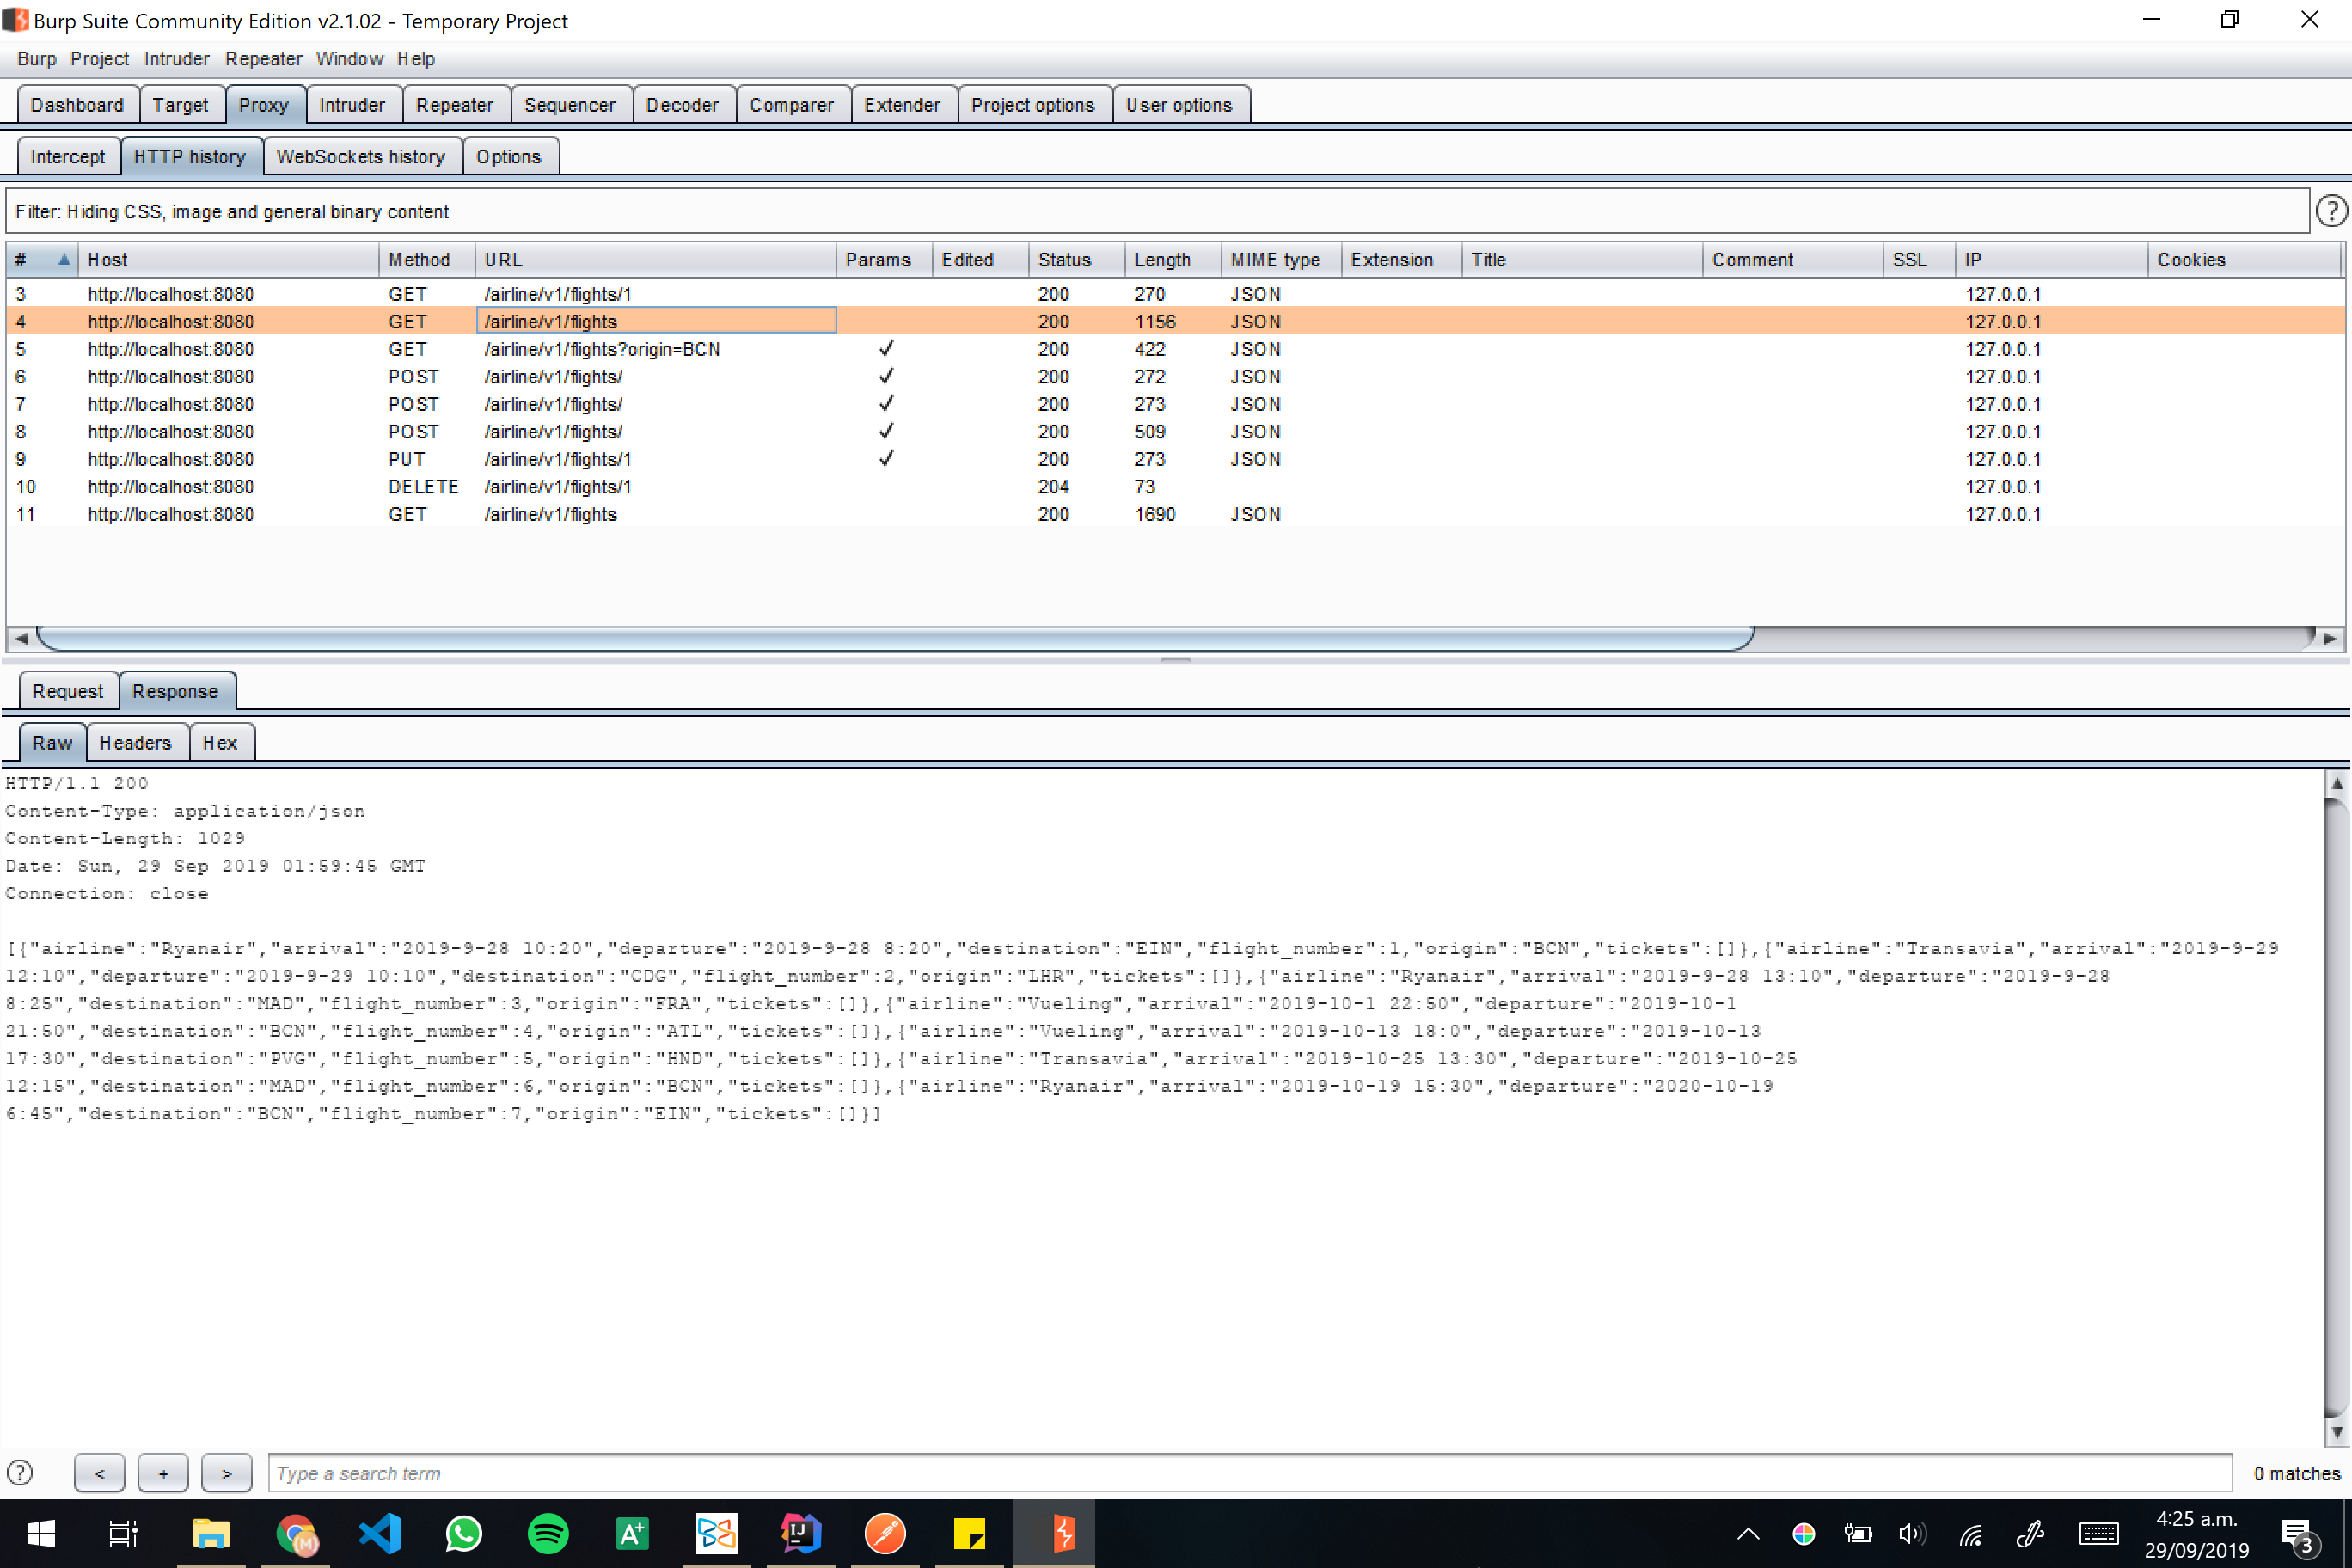 Burp Suite Community Edition v2.1.02 - Temporary Project
Burp Project Intruder Repeater Window Help
Dashboard Target Proxy Intruder Repeater Sequencer Decoder Comparer Extender Project options User options
Intercept HTTP history WebSockets history Options
Filter: Hiding CSS, image and general binary content ?
# Host Method URL Params Edited Status Length MIME type Extension Title Comment SSL IP Cookies
3 http://localhost:8080 GET /airline/v1/flights/1 200 270 JSON 127.0.0.1
4 http://localhost:8080 GET /airline/v1/flights 200 1156 JSON 127.0.0.1
5 http://localhost:8080 GET /airline/v1/flights?origin=BCN ✓ 200 422 JSON 127.0.0.1
6 http://localhost:8080 POST /airline/v1/flights/ ✓ 200 272 JSON 127.0.0.1
7 http://localhost:8080 POST /airline/v1/flights/ ✓ 200 273 JSON 127.0.0.1
8 http://localhost:8080 POST /airline/v1/flights/ ✓ 200 509 JSON 127.0.0.1
9 http://localhost:8080 PUT /airline/v1/flights/1 ✓ 200 273 JSON 127.0.0.1
10 http://localhost:8080 DELETE /airline/v1/flights/1 204 73 127.0.0.1
11 http://localhost:8080 GET /airline/v1/flights 200 1690 JSON 127.0.0.1
Request Response
Raw Headers Hex
HTTP/1.1 200
Content-Type: application/json
Content-Length: 1029
Date: Sun, 29 Sep 2019 01:59:45 GMT
Connection: close
[{"airline":"Ryanair","arrival":"2019-9-28 10:20","departure":"2019-9-28 8:20","destination":"EIN","flight_number":1,"origin":"BCN","tickets":[]},{"airline":"Transavia","arrival":"2019-9-29
12:10","departure":"2019-9-29 10:10","destination":"CDG","flight_number":2,"origin":"LHR","tickets":[]},{"airline":"Ryanair","arrival":"2019-9-28 13:10","departure":"2019-9-28
8:25","destination":"MAD","flight_number":3,"origin":"FRA","tickets":[]},{"airline":"Vueling","arrival":"2019-10-1 22:50","departure":"2019-10-1
21:50","destination":"BCN","flight_number":4,"origin":"ATL","tickets":[]},{"airline":"Vueling","arrival":"2019-10-13 18:0","departure":"2019-10-13
17:30","destination":"PVG","flight_number":5,"origin":"HND","tickets":[]},{"airline":"Transavia","arrival":"2019-10-25 13:30","departure":"2019-10-25
12:15","destination":"MAD","flight_number":6,"origin":"BCN","tickets":[]},{"airline":"Ryanair","arrival":"2019-10-19 15:30","departure":"2020-10-19
6:45","destination":"BCN","flight_number":7,"origin":"EIN","tickets":[]}]
? < + > Type a search term 0 matches
M A+ IJ 4:25 a.m.
29/09/2019 3